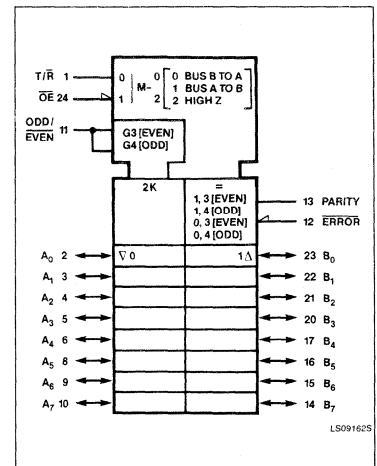 T/R 1
0
M-
0
0 BUS B TO A
1 BUS A TO B
OE 24
1
2
2 HIGH Z
ODD/
EVEN 11
G3 [EVEN]
G4 [ODD]
2K
=
1, 3 [EVEN]
1, 4 [ODD]
0, 3 [EVEN]
0, 4 [ODD]
13 PARITY
12 ERROR
A0 2
∇ 0
1 Δ
23 B0
A1 3
22 B1
A2 4
21 B2
A3 5
20 B3
A4 6
17 B4
A5 8
16 B5
A6 9
15 B6
A7 10
14 B7
LS09162S